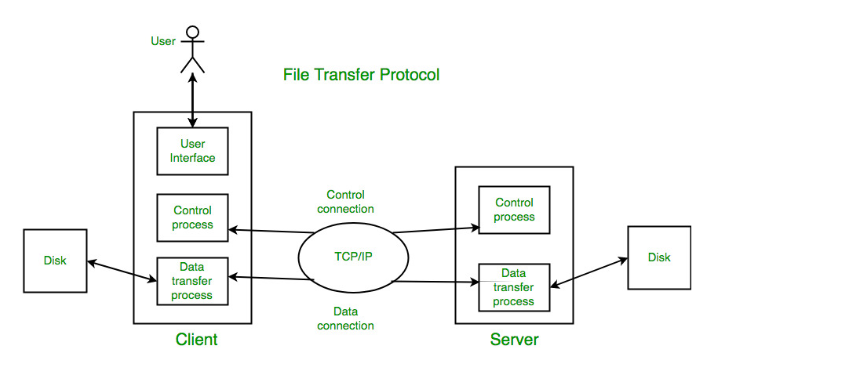 User
File Transfer Protocol
User
Interface
Control
process
Data
transfer
process
Client
Disk
Control
connection
TCP/IP
Data
connection
Control
process
Data
transfer
process
Server
Disk